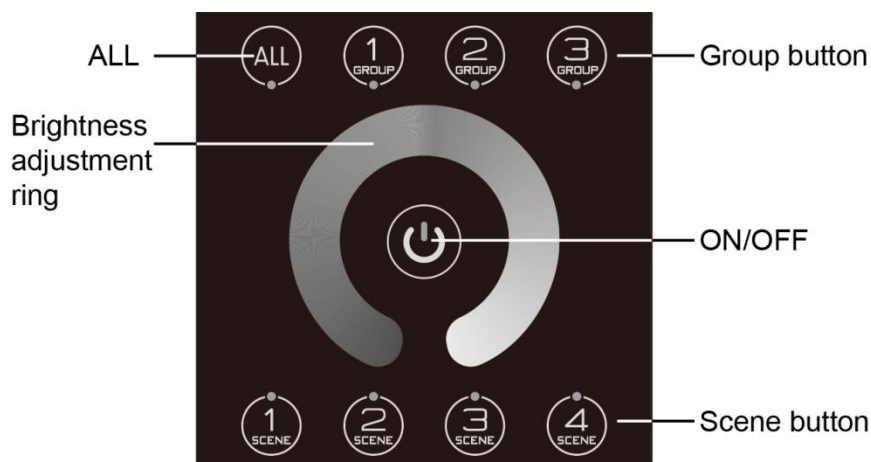 ALL
ALL
1
GROUP
2
GROUP
3
GROUP
Group button
Brightness
adjustment
ring
ON/OFF
1
SCENE
2
SCENE
3
SCENE
4
SCENE
Scene button